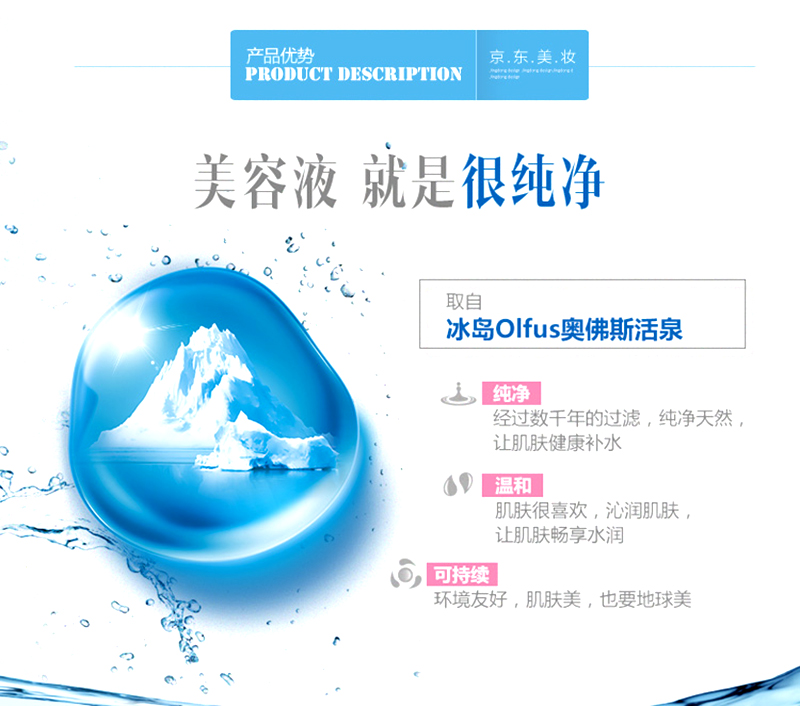 产品优势
PRODUCT DESCRIPTION
京.东.美.妆
美容液 就是很纯净
取自
冰岛Olfus奥佛斯活泉
纯净
经过数千年的过滤，纯净天然，
让肌肤健康补水
温和
肌肤很喜欢，沁润肌肤，
让肌肤畅享水润
可持续
环境友好，肌肤美，也要地球美